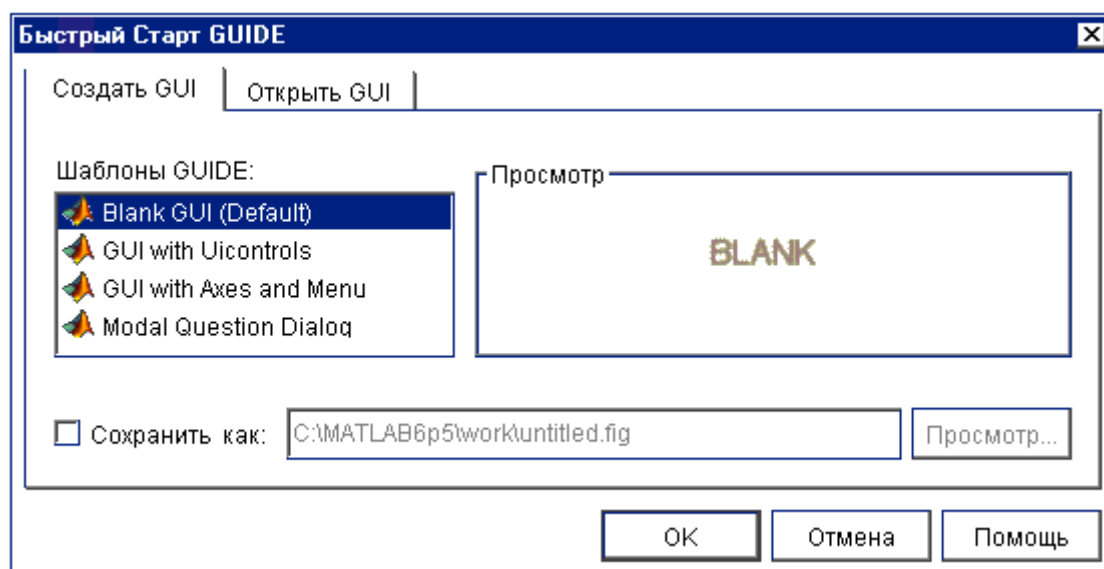 Быстрый Старт GUIDE
Создать GUI
Открыть GUI
Шаблоны GUIDE:
Просмотр
Blank GUI (Default)
GUI with Uicontrols
GUI with Axes and Menu
Modal Question Dialog
BLANK
Сохранить как:
C:\MATLAB6p5\work\untitled.fig
Просмотр...
OK
Отмена
Помощь